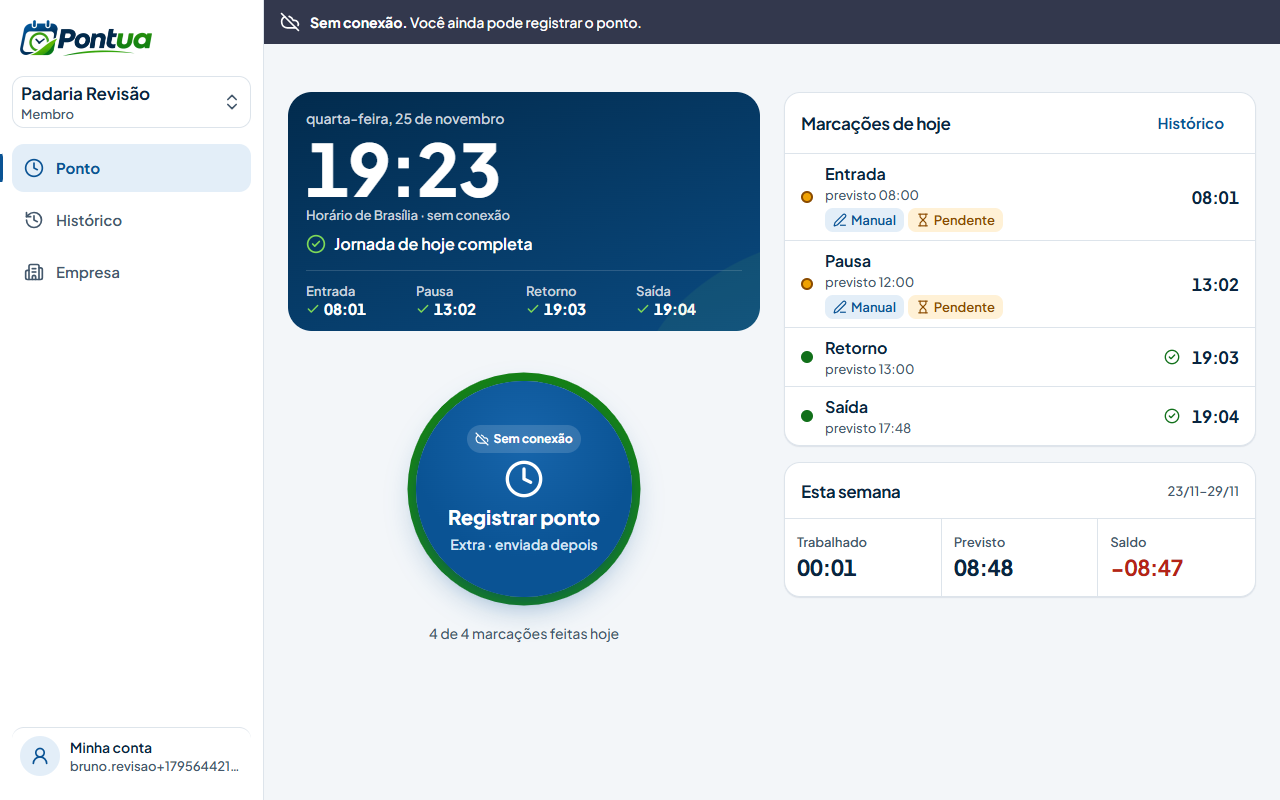 Pontua
Padaria Revisão
Membro
Ponto
Histórico
Empresa
Minha conta
bruno.revisao+179564421...
Sem conexão. Você ainda pode registrar o ponto.
quarta-feira, 25 de novembro
19:23
Horário de Brasília · sem conexão
Jornada de hoje completa
Entrada Pausa Retorno Saída
08:01 13:02 19:03 19:04
Sem conexão
Registrar ponto
Extra · enviada depois
4 de 4 marcações feitas hoje
Marcações de hoje Histórico
Entrada
previsto 08:00
Manual Pendente
08:01
Pausa
previsto 12:00
Manual Pendente
13:02
Retorno
previsto 13:00
19:03
Saída
previsto 17:48
19:04
Esta semana 23/11–29/11
Trabalhado Previsto Saldo
00:01 08:48 −08:47